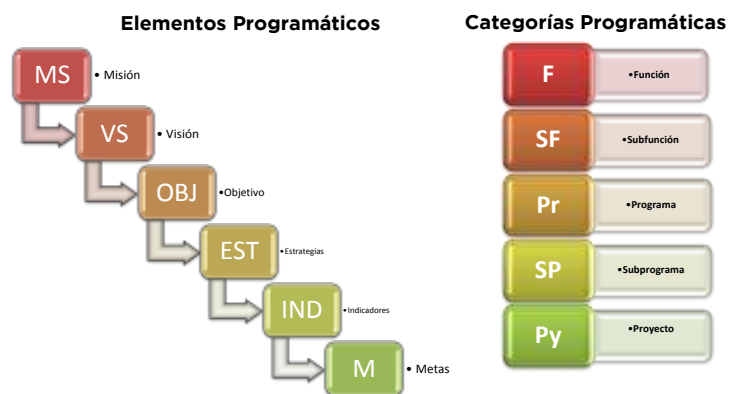 Elementos Programáticos
MS
• Misión
VS
• Visión
OBJ
•Objetivo
EST
•Estrategias
IND
•Indicadores
M
• Metas
Categorías Programáticas
F
•Función
SF
•Subfunción
Pr
•Programa
SP
•Subprograma
Py
•Proyecto